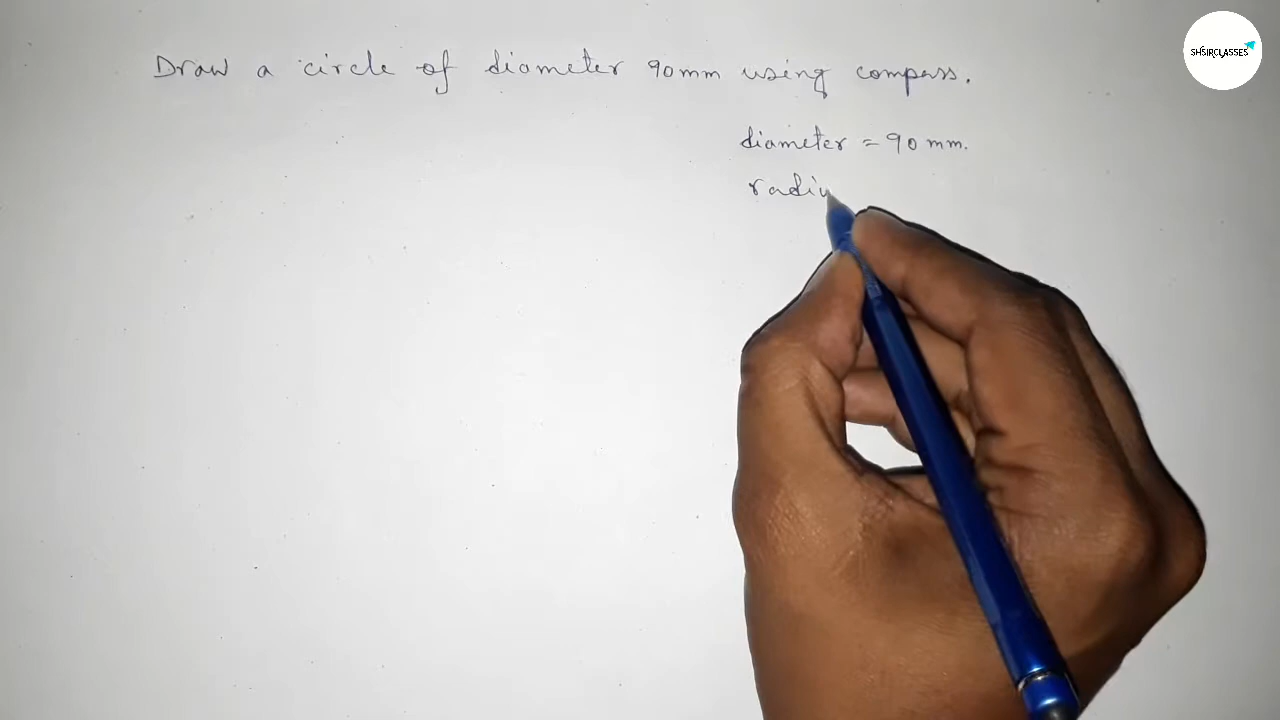 SHSIRCLASSES
Draw a circle of diameter 90mm using compass.
diameter = 90 mm.
radiu